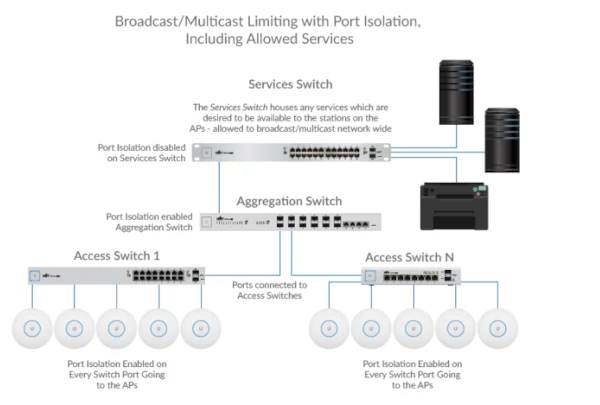 Broadcast/Multicast Limiting with Port Isolation,
Including Allowed Services
Services Switch
The Services Switch houses any services which are
desired to be available to the stations on the
APs - allowed to broadcast/multicast network wide
Port Isolation disabled
on Servicces Switch
Aggregation Switch
Port Isolation enabled
Aggregation Switch
Access Switch 1
Access Switch N
Ports connected to
Access Switches
Port Isolation Enabled on
Every Switch Port Going
to the APs
Port Isolation Enabled on
Every Switch Port Going
to the APs